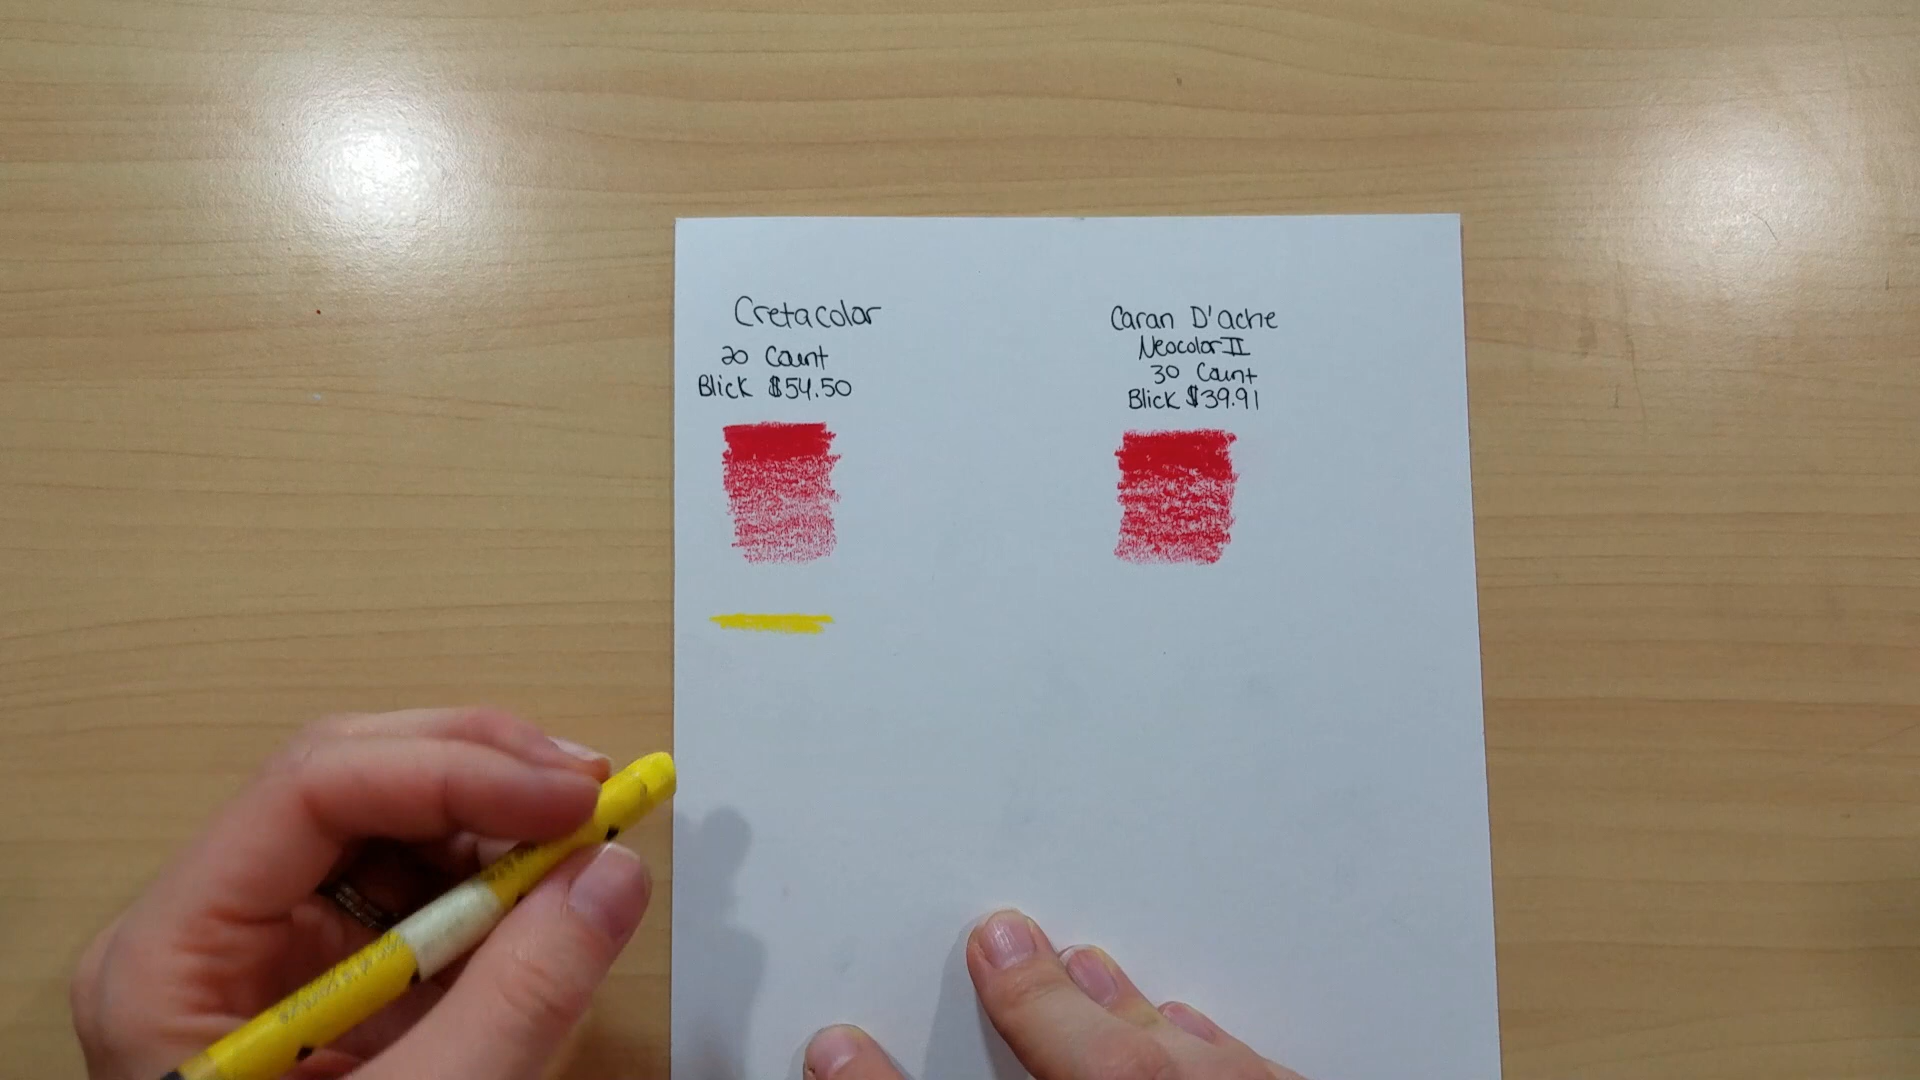 Cretacolor
20 Count
Blick $54.50
Caran D'ache
Neocolor II
30 Count
Blick $39.91